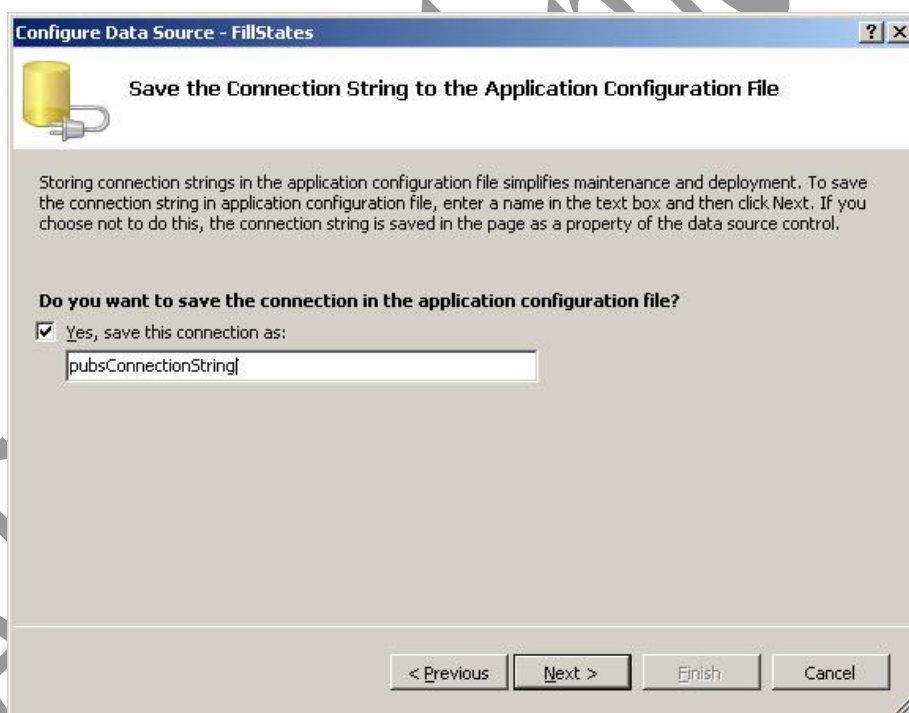 Configure Data Source - FillStates
Save the Connection String to the Application Configuration File
Storing connection strings in the application configuration file simplifies maintenance and deployment. To save
the connection string in application configuration file, enter a name in the text box and then click Next. If you
choose not to do this, the connection string is saved in the page as a property of the data source control.
Do you want to save the connection in the application configuration file?
Yes, save this connection as:
pubsConnectionString
< Previous Next > Finish Cancel